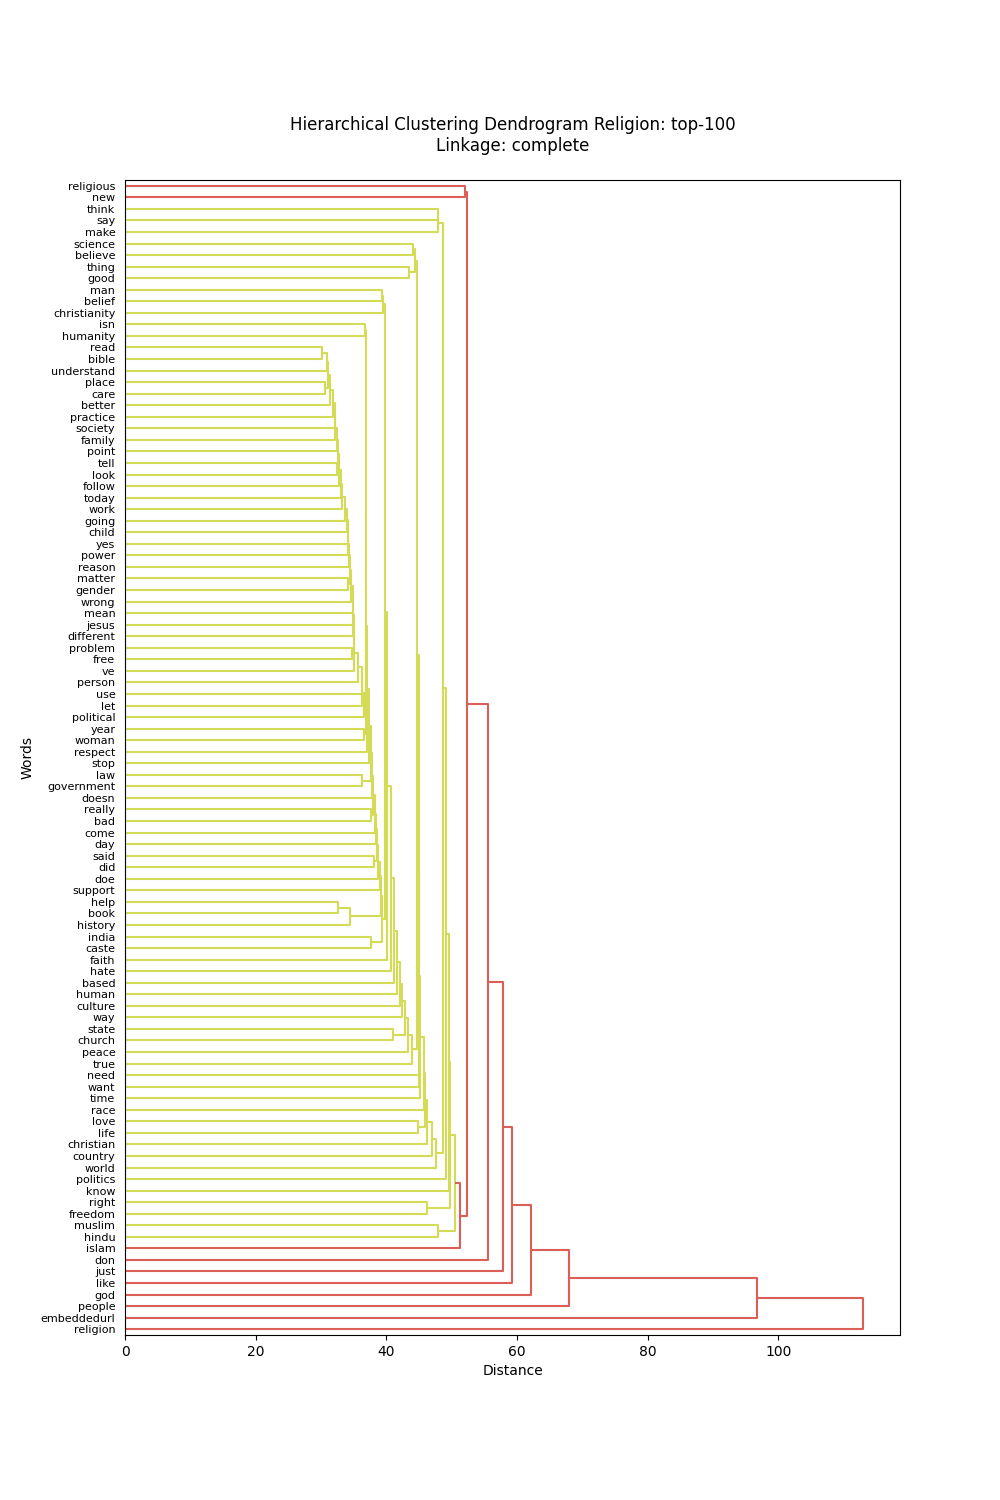 Hierarchical Clustering Dendrogram Religion: top-100
Linkage: complete
religious
new
think
say
make
science
believe
thing
good
man
belief
christianity
isn
humanity
read
bible
understand
place
care
better
practice
society
family
point
tell
look
follow
today
work
going
child
yes
power
reason
matter
gender
wrong
mean
jesus
different
problem
free
ve
person
use
let
political
year
woman
respect
stop
law
government
doesn
really
bad
come
day
said
did
doe
support
help
book
history
india
caste
faith
hate
based
human
culture
way
state
church
peace
true
need
want
time
race
love
life
christian
country
world
politics
know
right
freedom
muslim
hindu
islam
don
just
like
god
people
embeddedurl
religion
Words
0 20 40 60 80 100
Distance